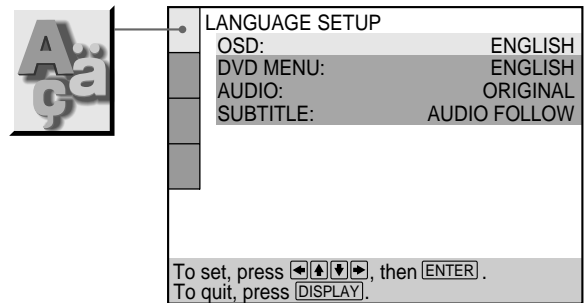 Aäç
LANGUAGE SETUP
OSD: ENGLISH
DVD MENU: ENGLISH
AUDIO: ORIGINAL
SUBTITLE: AUDIO FOLLOW
To set, press ←↑↓→, then ENTER .
To quit, press DISPLAY.